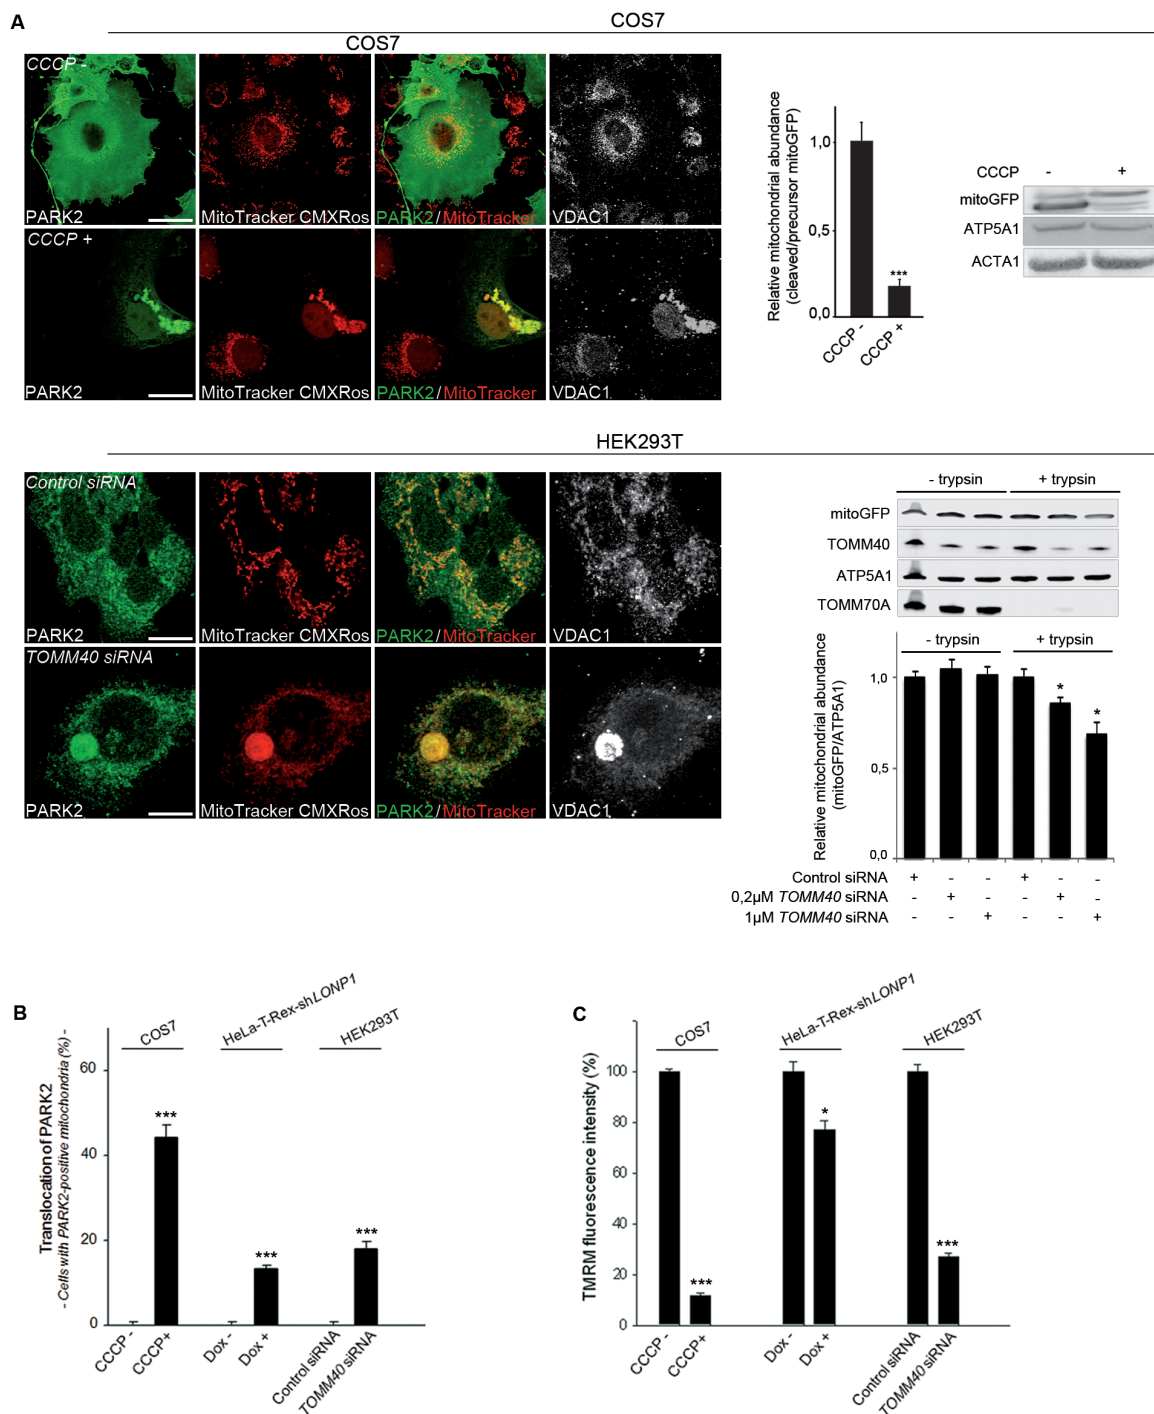 A
COS7
COS7
CCCP -
PARK2
MitoTracker CMXRos
PARK2/MitoTracker
VDAC1
CCCP +
PARK2
MitoTracker CMXRos
PARK2/MitoTracker
VDAC1
Relative mitochondrial abundance
(cleaved/precursor mitoGFP)
1,0
0,5
0,0
***
CCCP -
CCCP +
CCCP - +
mitoGFP
ATP5A1
ACTA1
HEK293T
Control siRNA
PARK2
MitoTracker CMXRos
PARK2/MitoTracker
VDAC1
TOMM40 siRNA
PARK2
MitoTracker CMXRos
PARK2/MitoTracker
VDAC1
- trypsin + trypsin
mitoGFP
TOMM40
ATP5A1
TOMM70A
Relative mitochondrial abundance
(mitoGFP/ATP5A1)
- trypsin + trypsin
1,0
0,5
0,0
* *
Control siRNA + - - + - -
0,2µM TOMM40 siRNA - + - - + -
1µM TOMM40 siRNA - - + - - +
B
Translocation of PARK2
- Cells with PARK2-positive mitochondria (%) -
60
40
20
0
COS7
HeLa-T-Rex-shLONP1
HEK293T
***
***
***
CCCP -
CCCP+
Dox -
Dox +
Control siRNA
TOMM40 siRNA
C
TMRM fluorescence intensity (%)
100
80
60
40
20
0
COS7
HeLa-T-Rex-shLONP1
HEK293T
***
*
***
CCCP -
CCCP+
Dox -
Dox +
Control siRNA
TOMM40 siRNA